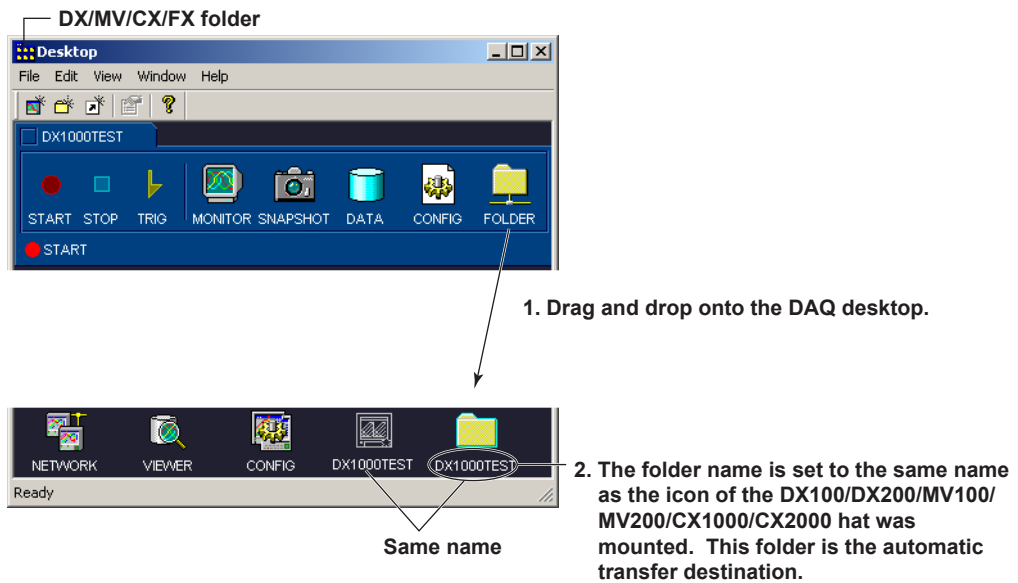 DX/MV/CX/FX folder
Desktop
File Edit View Window Help
DX1000TEST
START STOP TRIG MONITOR SNAPSHOT DATA CONFIG FOLDER
START
1. Drag and drop onto the DAQ desktop.
NETWORK VIEWER CONFIG DX1000TEST DX1000TEST
Ready
Same name
2. The folder name is set to the same name
as the icon of the DX100/DX200/MV100/
MV200/CX1000/CX2000 hat was
mounted. This folder is the automatic
transfer destination.